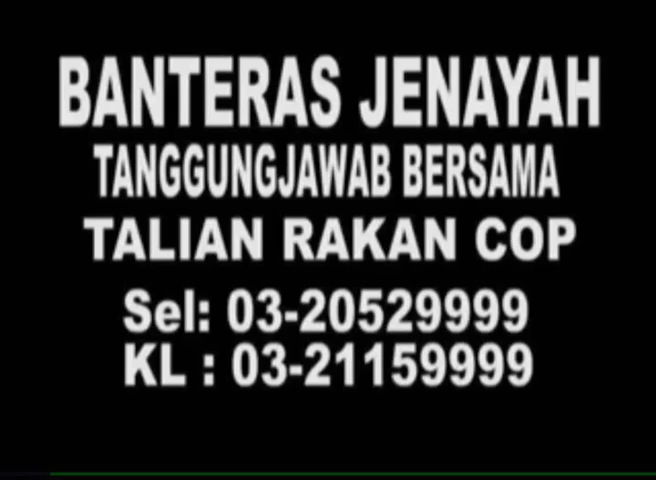 BANTERAS JENAYAH
TANGGUNGJAWAB BERSAMA
TALIAN RAKAN COP
Sel: 03-20529999
KL : 03-21159999